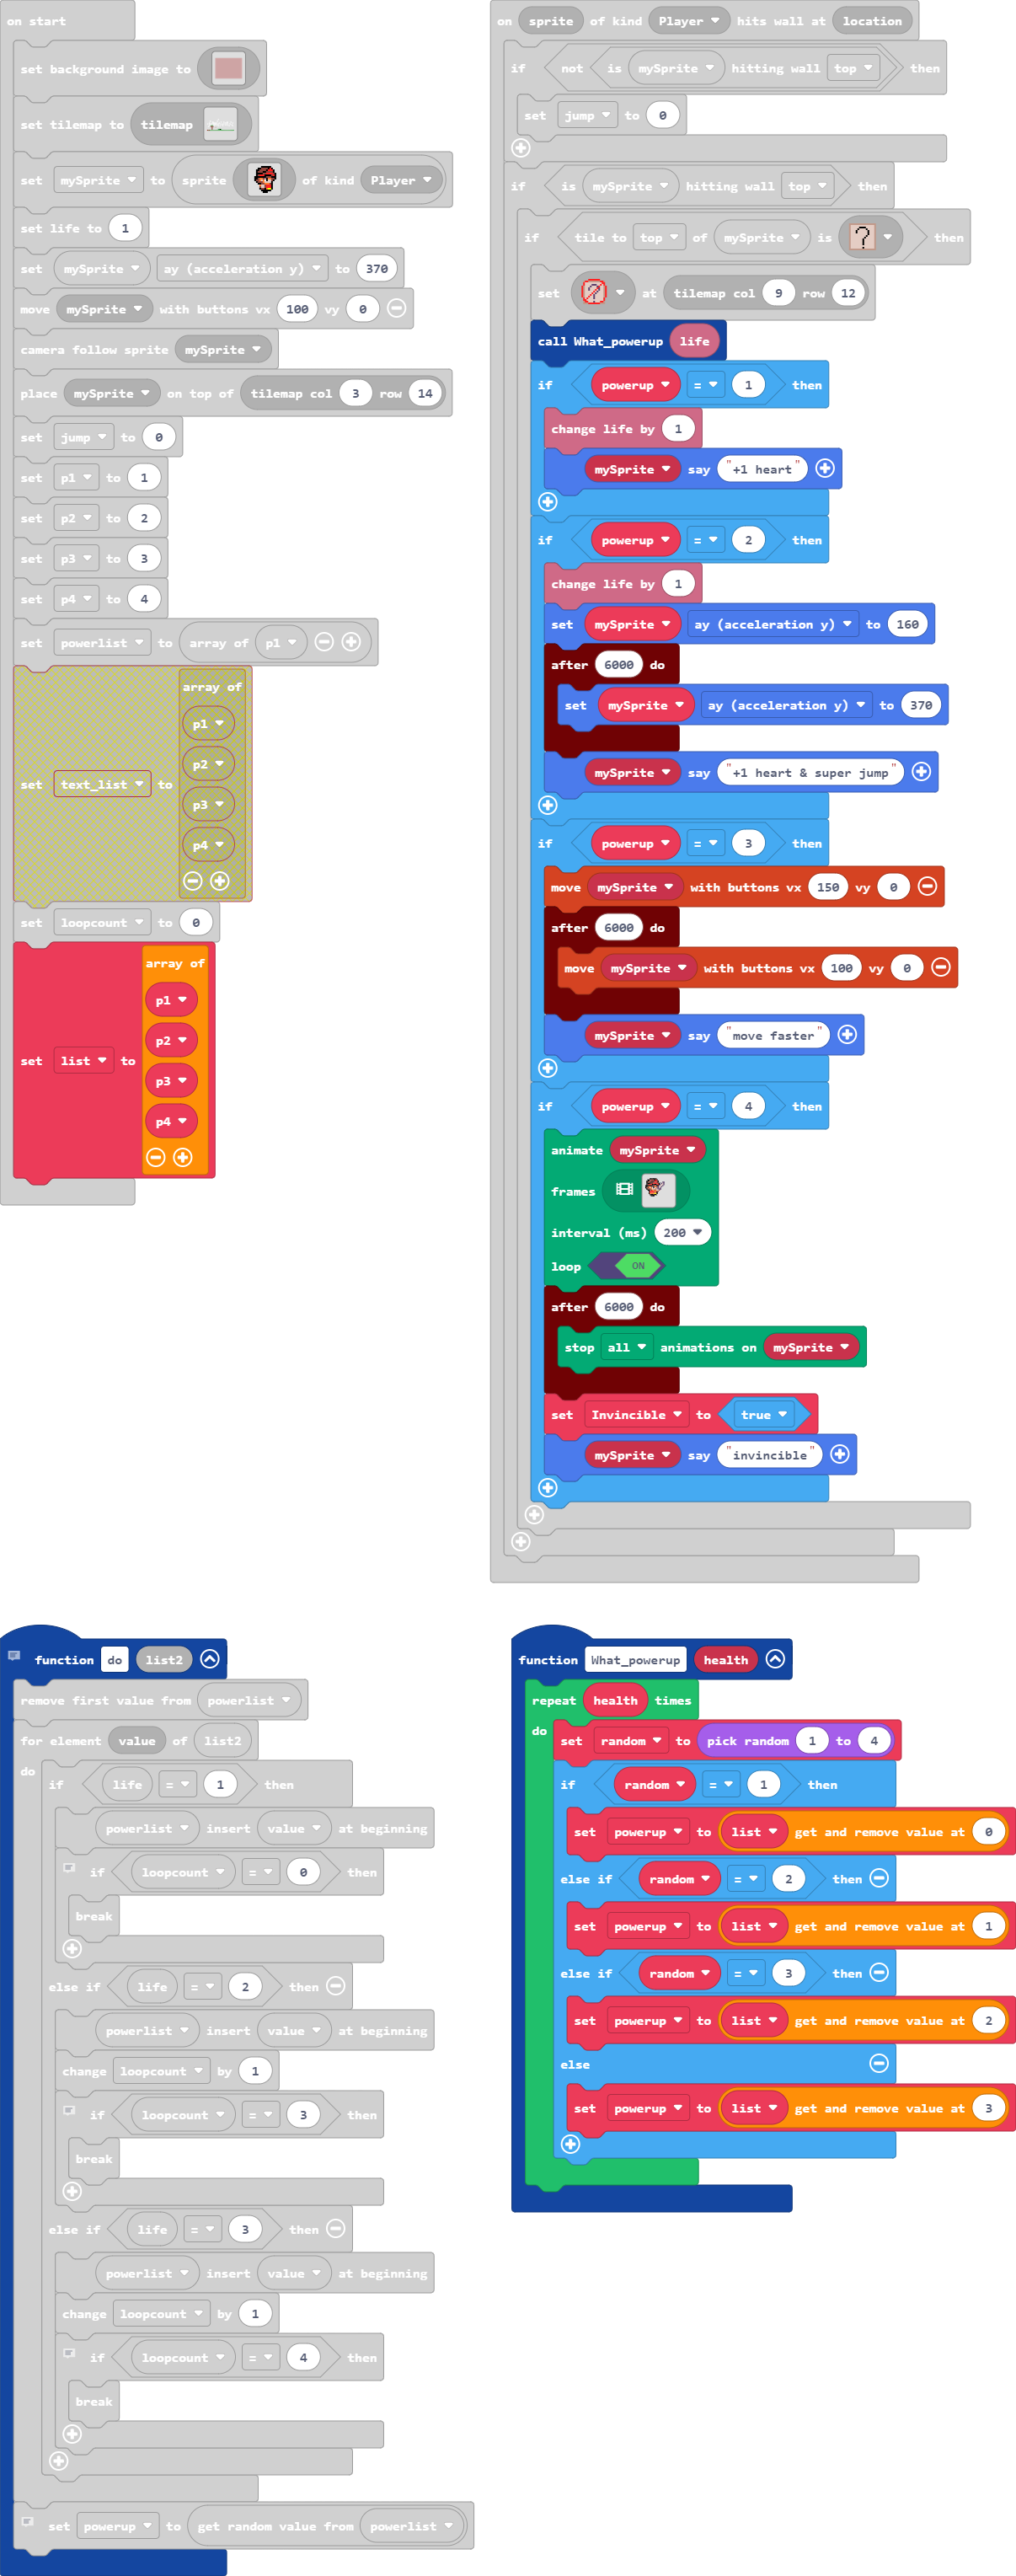 on start
set background image to
set tilemap to tilemap
set mySprite to sprite of kind Player
set life to 1
set mySprite ay (acceleration y) to 370
move mySprite with buttons vx 100 vy 0
camera follow sprite mySprite
place mySprite on top of tilemap col 3 row 14
set jump to 0
set p1 to 1
set p2 to 2
set p3 to 3
set p4 to 4
set powerlist to array of p1
array of
p1
p2
set text_list to
p3
p4
set loopcount to 0
array of
p1
p2
set list to
p3
p4
on sprite of kind Player hits wall at location
if not is mySprite hitting wall top then
set jump to 0
if is mySprite hitting wall top then
if tile to top of mySprite is ? then
set ? at tilemap col 9 row 12
call What_powerup life
if powerup = 1 then
change life by 1
mySprite say "+1 heart"
if powerup = 2 then
change life by 1
set mySprite ay (acceleration y) to 160
after 6000 do
set mySprite ay (acceleration y) to 370
mySprite say "+1 heart & super jump"
if powerup = 3 then
move mySprite with buttons vx 150 vy 0
after 6000 do
move mySprite with buttons vx 100 vy 0
mySprite say "move faster"
if powerup = 4 then
animate mySprite
frames
interval (ms) 200
loop ON
after 6000 do
stop all animations on mySprite
set Invincible to true
mySprite say "invincible"
function do list2
remove first value from powerlist
for element value of list2
do
if life = 1 then
powerlist insert value at beginning
if loopcount = 0 then
break
else if life = 2 then
powerlist insert value at beginning
change loopcount by 1
if loopcount = 3 then
break
else if life = 3 then
powerlist insert value at beginning
change loopcount by 1
if loopcount = 4 then
break
set powerup to get random value from powerlist
function What_powerup health
repeat health times
do
set random to pick random 1 to 4
if random = 1 then
set powerup to list get and remove value at 0
else if random = 2 then
set powerup to list get and remove value at 1
else if random = 3 then
set powerup to list get and remove value at 2
else
set powerup to list get and remove value at 3